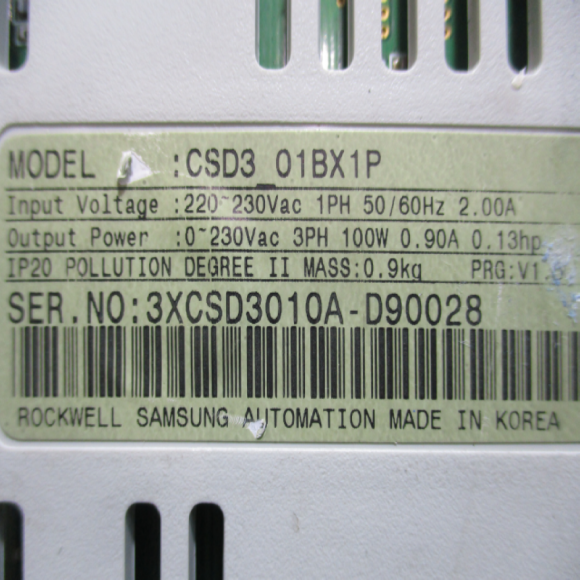 MODEL :CSD3_01BX1P
Input Voltage :220~230Vac 1PH 50/60Hz 2.00A
Output Power :0~230Vac 3PH 100W 0.90A 0.13hp
IP20 POLLUTION DEGREE II MASS:0.9kg PRG:V1.
SER.NO:3XCSD3010A-D90028
ROCKWELL SAMSUNG AUTOMATION MADE IN KOREA